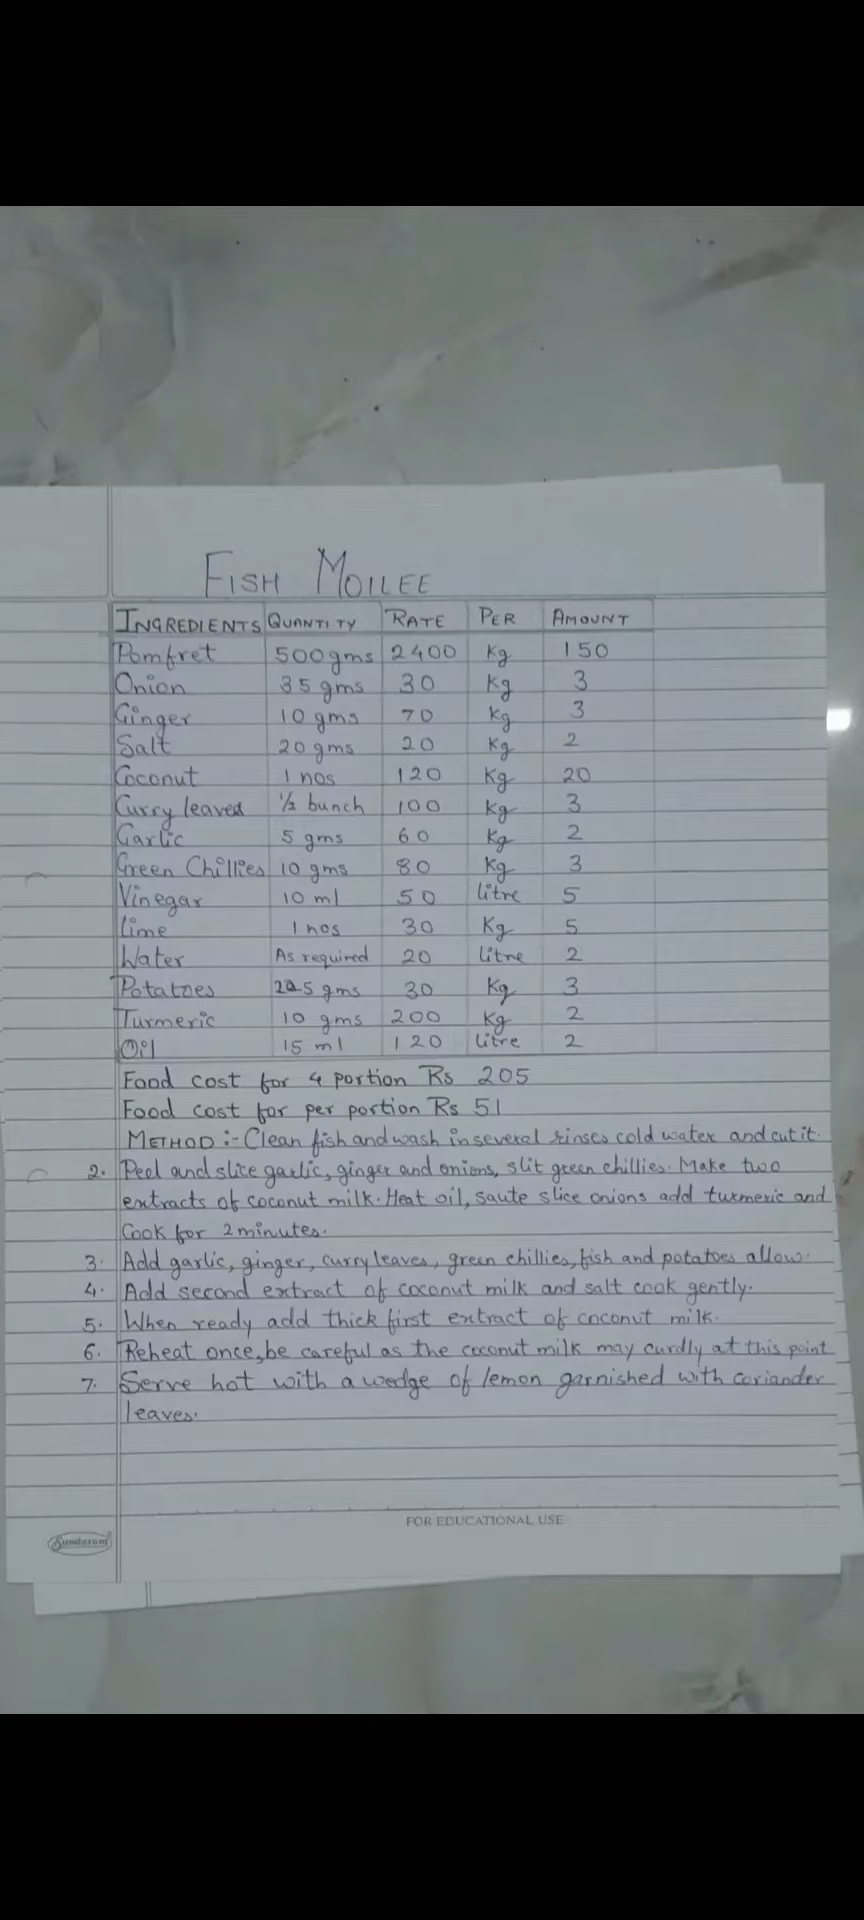 FISH MOILEE
INGREDIENTS QUANTITY RATE PER AMOUNT
Pomfret 500gms 2400 Kg 150
Onion 35 gms 30 Kg 3
Ginger 10 gms 70 Kg 3
Salt 20 gms 20 Kg 2
Coconut 1 nos 120 Kg 20
Curry leaves ½ bunch 100 Kg 3
Garlic 5 gms 60 Kg 2
Green Chillies 10 gms 80 Kg 3
Vinegar 10 ml 50 litre 5
Lime 1 nos 30 Kg 5
Water As required 20 litre 2
Potatoes 225 gms 30 Kg 3
Turmeric 10 gms 200 Kg 2
Oil 15 ml 120 litre 2
Food cost for 4 portion Rs 205
Food cost for per portion Rs 51
METHOD :- Clean fish and wash in several rinses cold water and cut it.
2. Peel and slice garlic, ginger and onions, slit green chillies. Make two
extracts of coconut milk. Heat oil, saute slice onions add turmeric and
Cook for 2 minutes.
3. Add garlic, ginger, curry leaves, green chillies, fish and potatoes allow.
4. Add second extract of coconut milk and salt cook gently.
5. When ready add thick first extract of coconut milk.
6. Reheat once, be careful as the coconut milk may curdly at this point
7. Serve hot with a wedge of lemon garnished with coriander
leaves.
FOR EDUCATIONAL USE
Sundaram